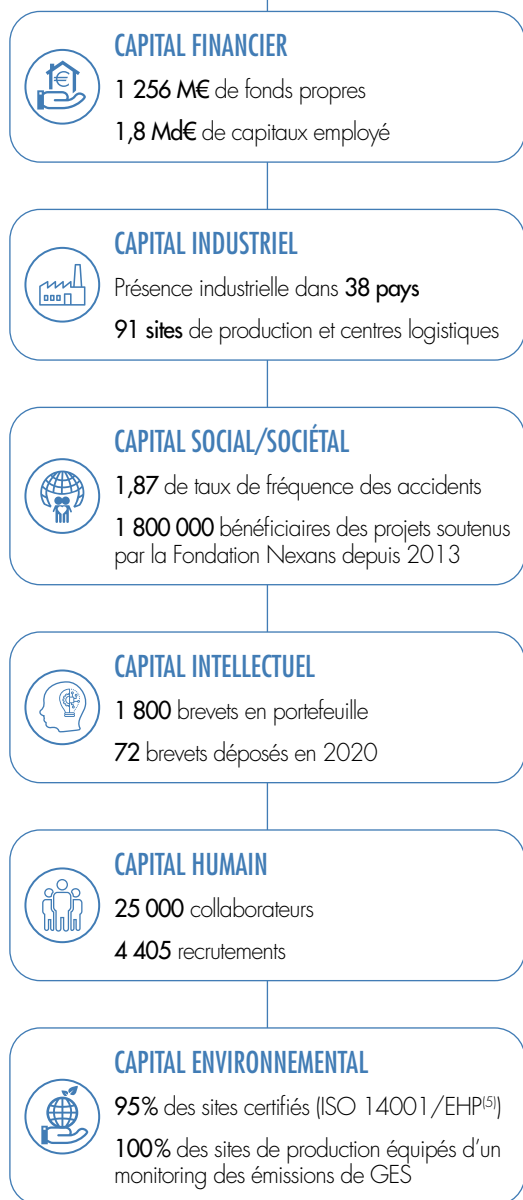 CAPITAL FINANCIER
1 256 M€ de fonds propres
1,8 Md€ de capitaux employé
CAPITAL INDUSTRIEL
Présence industrielle dans 38 pays
91 sites de production et centres logistiques
CAPITAL SOCIAL/SOCIÉTAL
1,87 de taux de fréquence des accidents
1 800 000 bénéficiaires des projets soutenus
par la Fondation Nexans depuis 2013
CAPITAL INTELLECTUEL
1 800 brevets en portefeuille
72 brevets déposés en 2020
CAPITAL HUMAIN
25 000 collaborateurs
4 405 recrutements
CAPITAL ENVIRONNEMENTAL
95% des sites certifiés (ISO 14001/EHP(5))
100% des sites de production équipés d'un
monitoring des émissions de GES